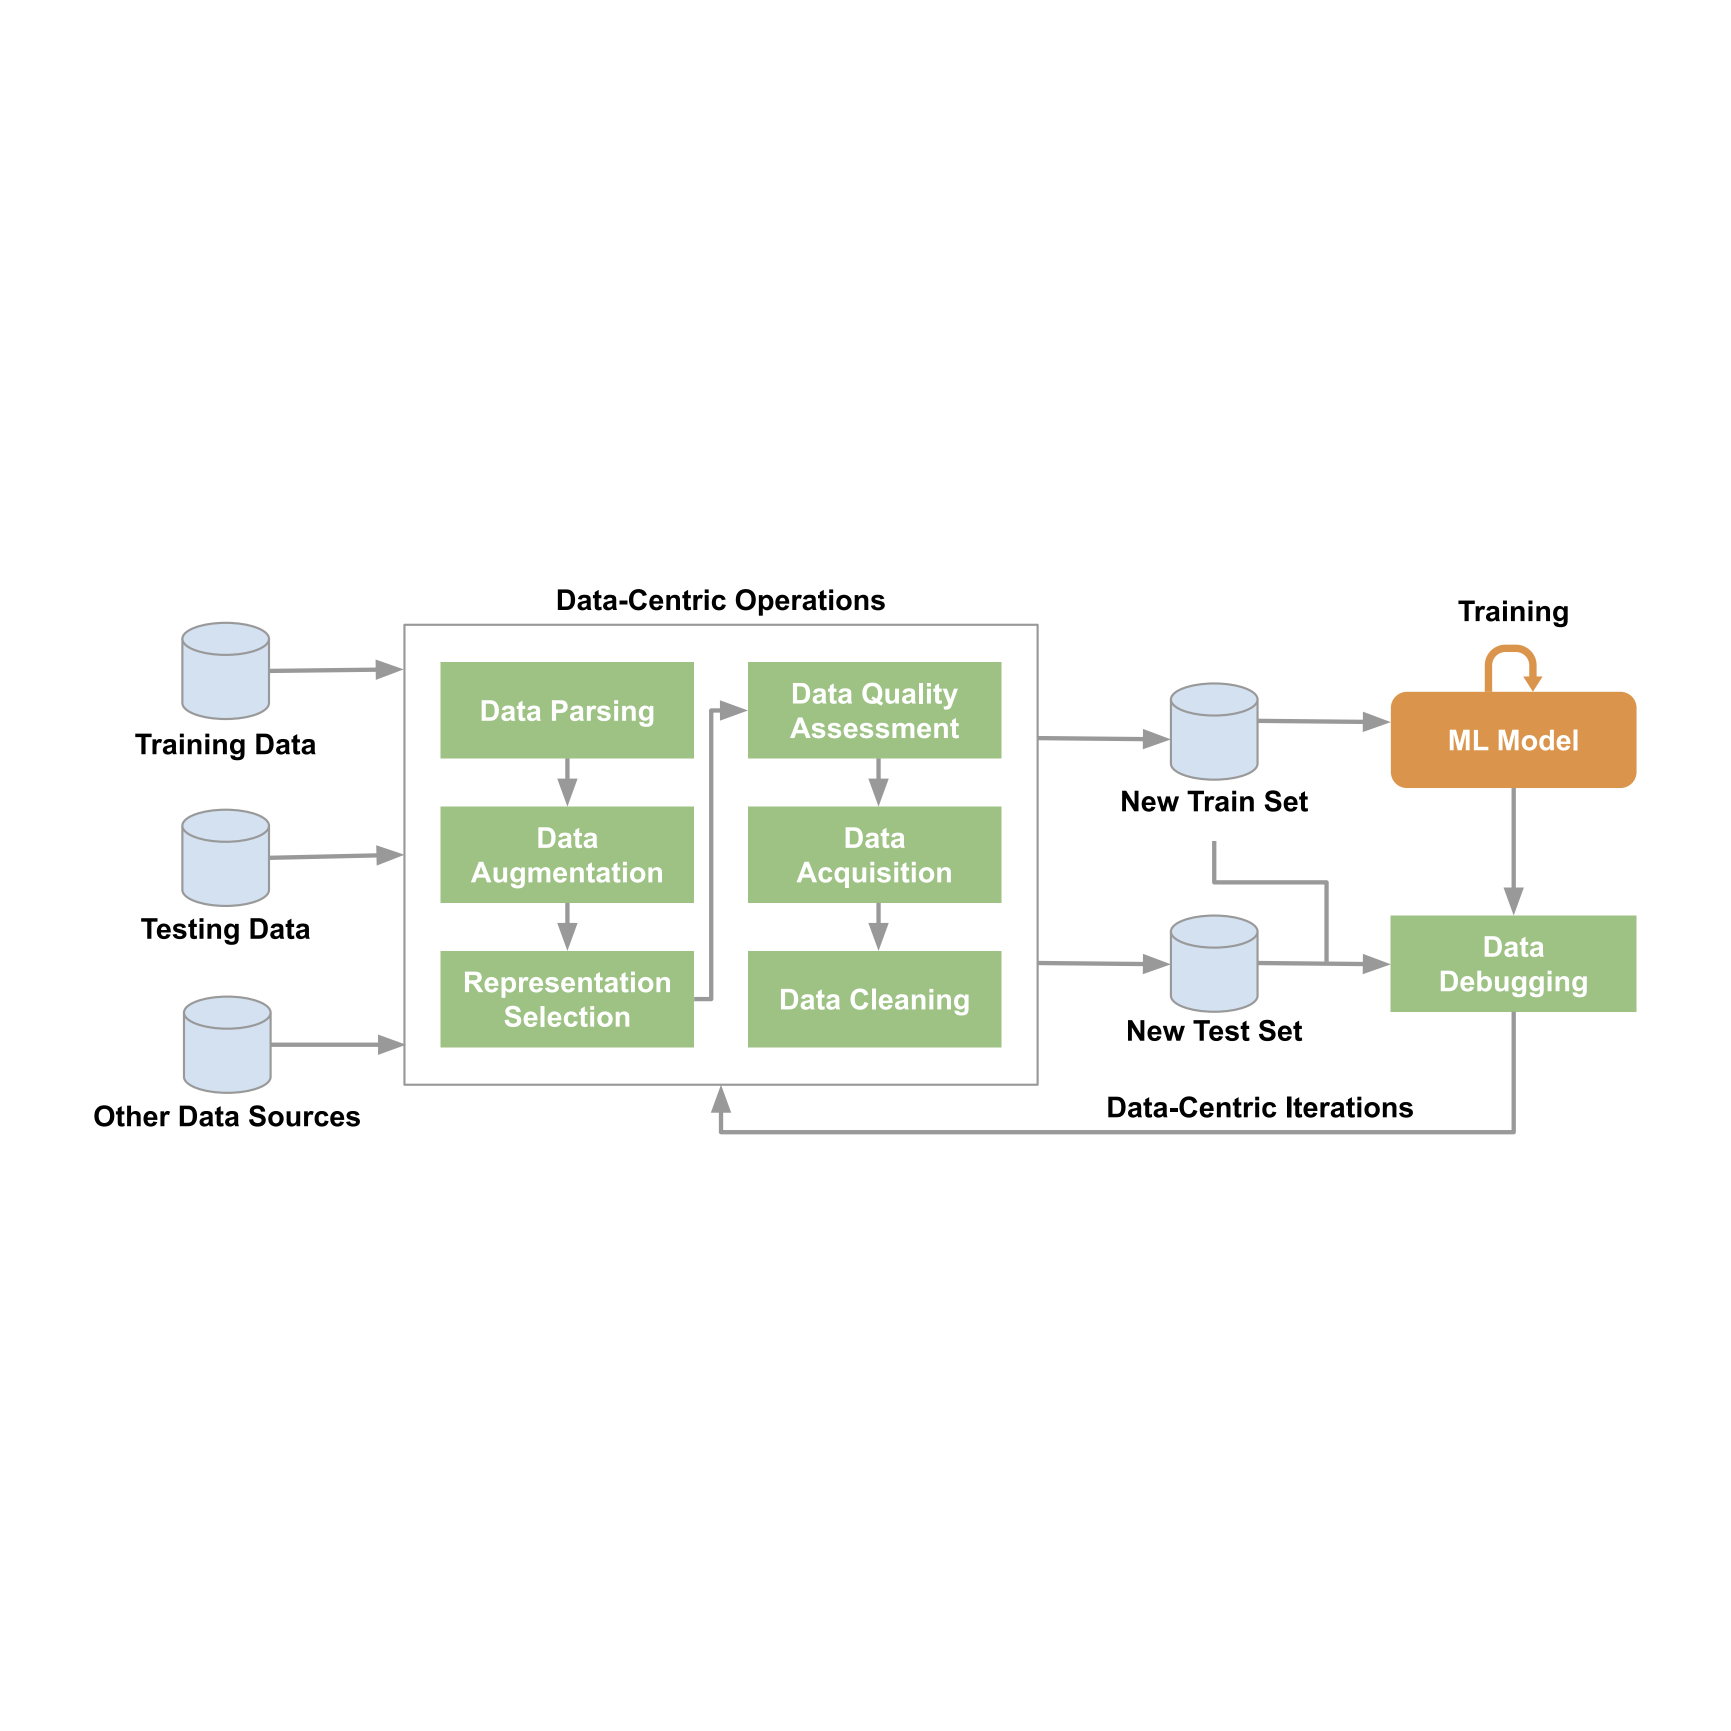 Data-Centric Operations
Training
Training Data
Testing Data
Other Data Sources
Data Parsing
Data
Augmentation
Representation
Selection
Data Quality
Assessment
Data
Acquisition
Data Cleaning
New Train Set
New Test Set
ML Model
Data
Debugging
Data-Centric Iterations